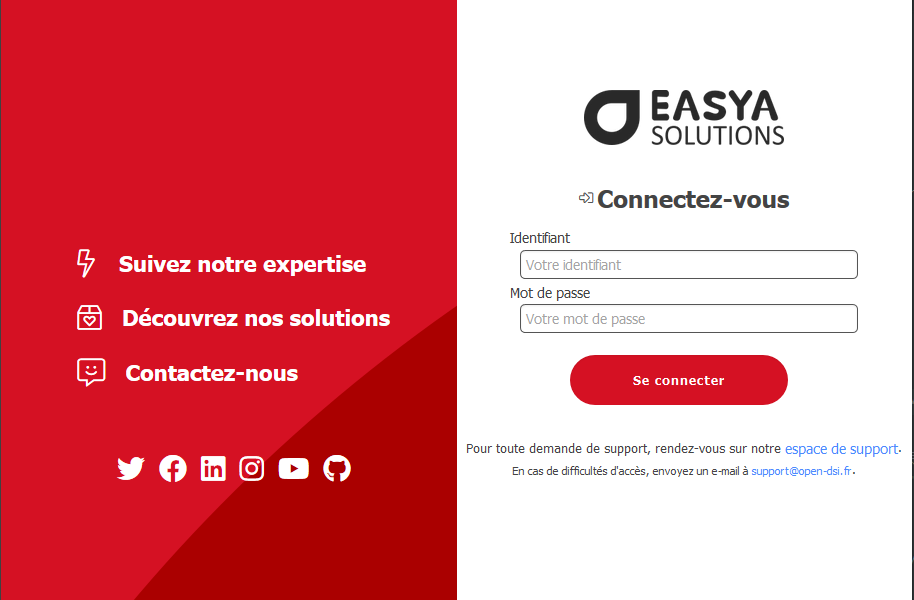 Suivez notre expertise
Découvrez nos solutions
Contactez-nous
EASYA
SOLUTIONS
Connectez-vous
Identifiant
Votre identifiant
Mot de passe
Votre mot de passe
Se connecter
Pour toute demande de support, rendez-vous sur notre espace de support.
En cas de difficultés d'accès, envoyez un e-mail à support@open-dsi.fr.